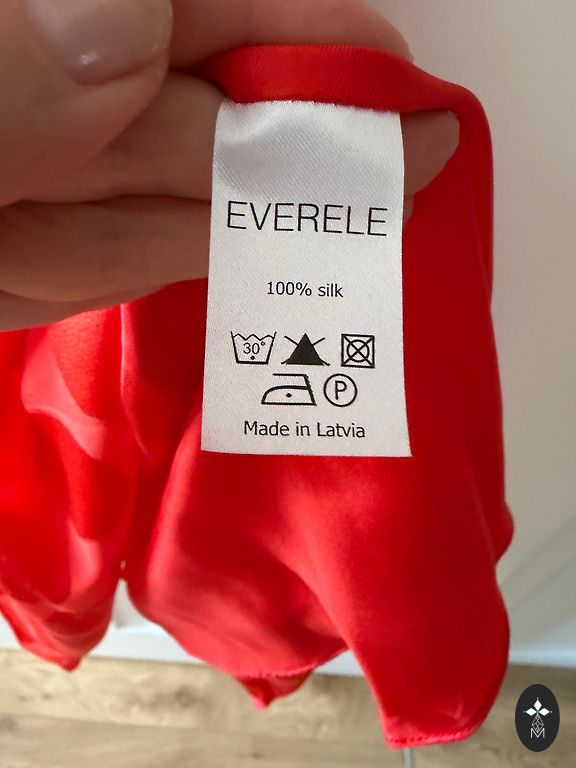 EVERELE
100% silk
30°
P
Made in Latvia